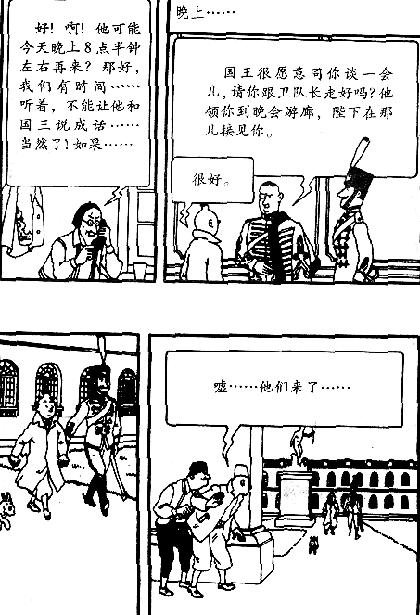 好！啊！他可能
今天晚上8点半钟
左右再来？那好，
我们有时间……
听着，不能让他和
国王说成话……
当然了！如果……
晚上……
国王很愿意同你谈一会
儿，请你跟卫队长走好吗？他
领你到晚会游廊，陛下在那
儿接见你。
很好。
嘘……他们来了……